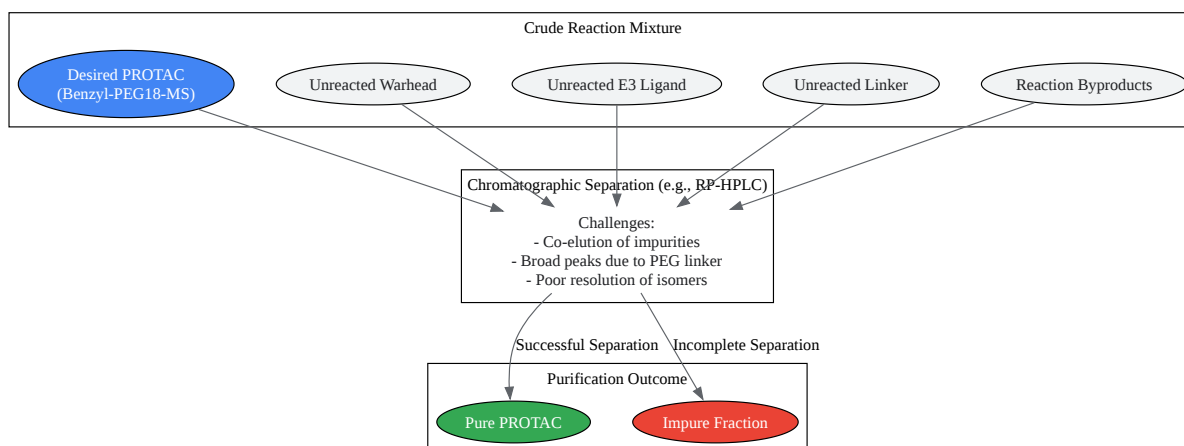 Crude Reaction Mixture
Desired PROTAC
(Benzyl-PEG18-MS)
Unreacted Warhead
Unreacted E3 Ligand
Unreacted Linker
Reaction Byproducts
Chromatographic Separation (e.g., RP-HPLC)
Challenges:
- Co-elution of impurities
- Broad peaks due to PEG linker
- Poor resolution of isomers
Successful Separation
Incomplete Separation
Purification Outcome
Pure PROTAC
Impure Fraction